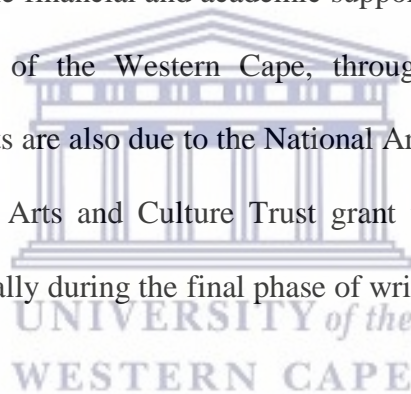 e financial and academic suppor
of the Western Cape, throug
s are also due to the National Ar
Arts and Culture Trust grant
ally during the final phase of wri
UNIVERSITY of the
WESTERN CAPE